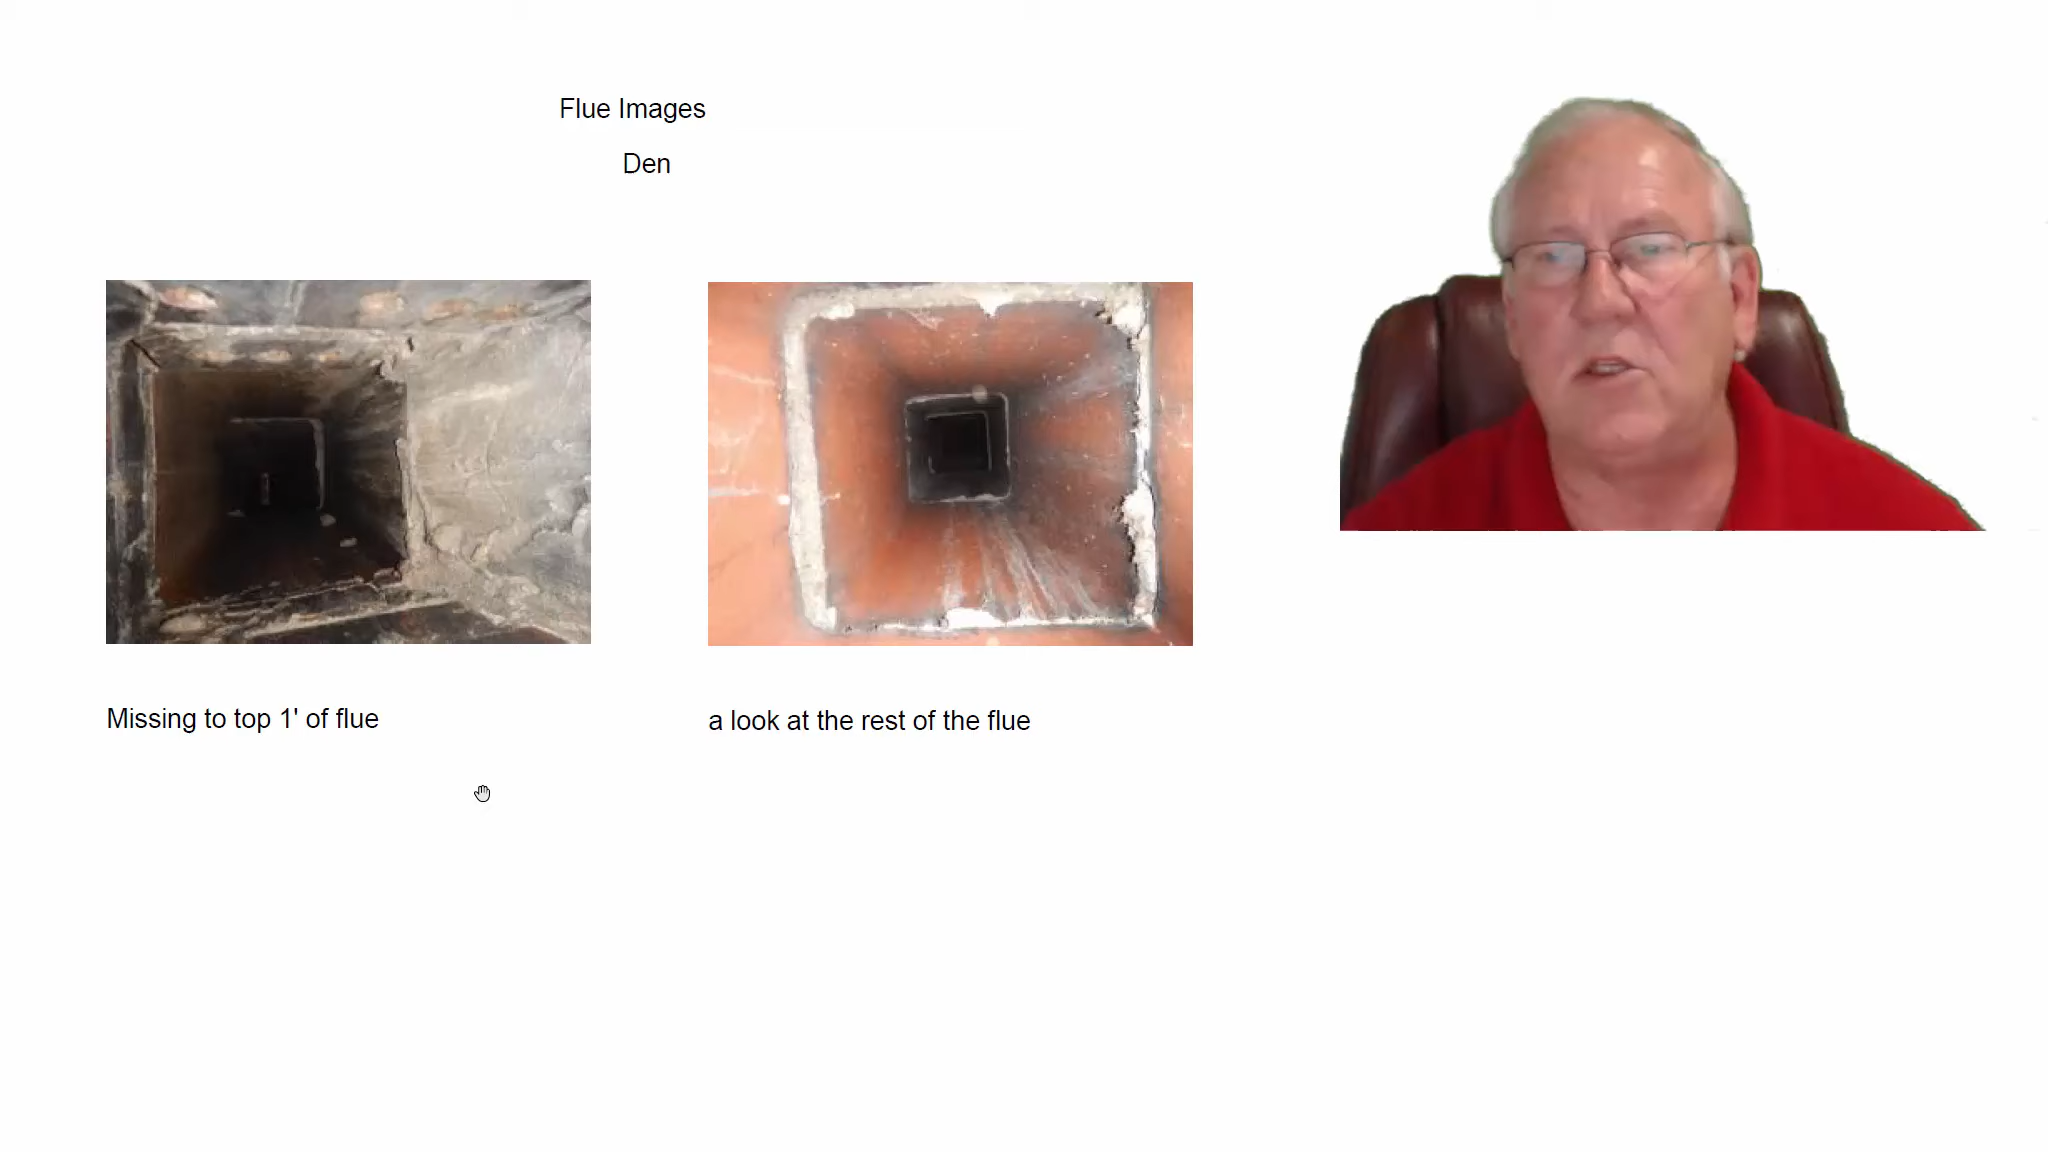 Flue Images
Den
Missing to top 1' of flue
a look at the rest of the flue